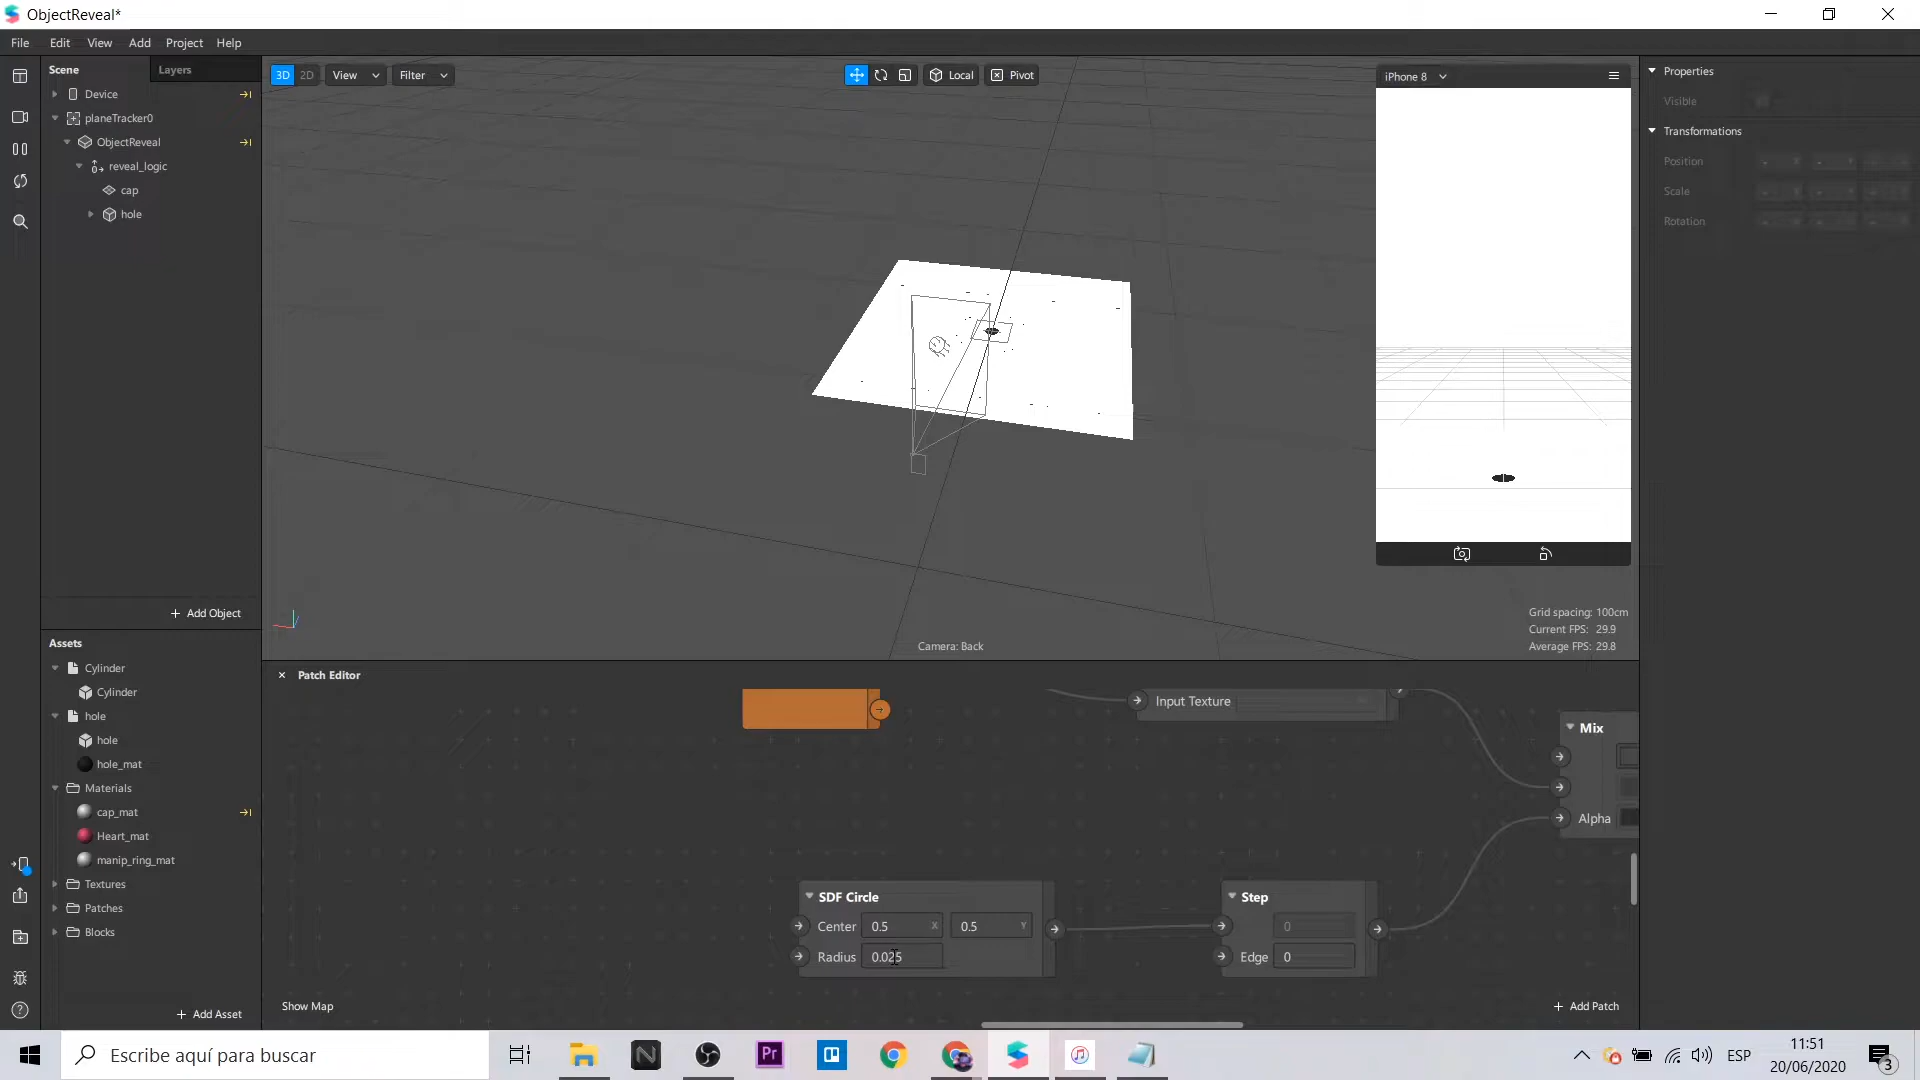 ObjectReveal*
File Edit View Add Project Help
Scene Layers
Device
planeTracker0
ObjectReveal
reveal_logic
cap
hole
+ Add Object
Assets
Cylinder
Cylinder
hole
hole
hole_mat
Materials
cap_mat
Heart_mat
manip_ring_mat
Textures
Patches
Blocks
+ Add Asset
3D 2D View Filter
Local Pivot
iPhone 8
Grid spacing: 100cm
Current FPS: 29.9
Average FPS: 29.8
Camera: Back
Properties
Visible
Transformations
Position
Scale
Rotation
× Patch Editor
Input Texture
Mix
Alpha
SDF Circle
Center 0.5 X 0.5 Y
Radius 0.025
Step
0
Edge 0
Show Map
+ Add Patch
Escribe aquí para buscar
N
Pr
ESP
11:51
20/06/2020
3